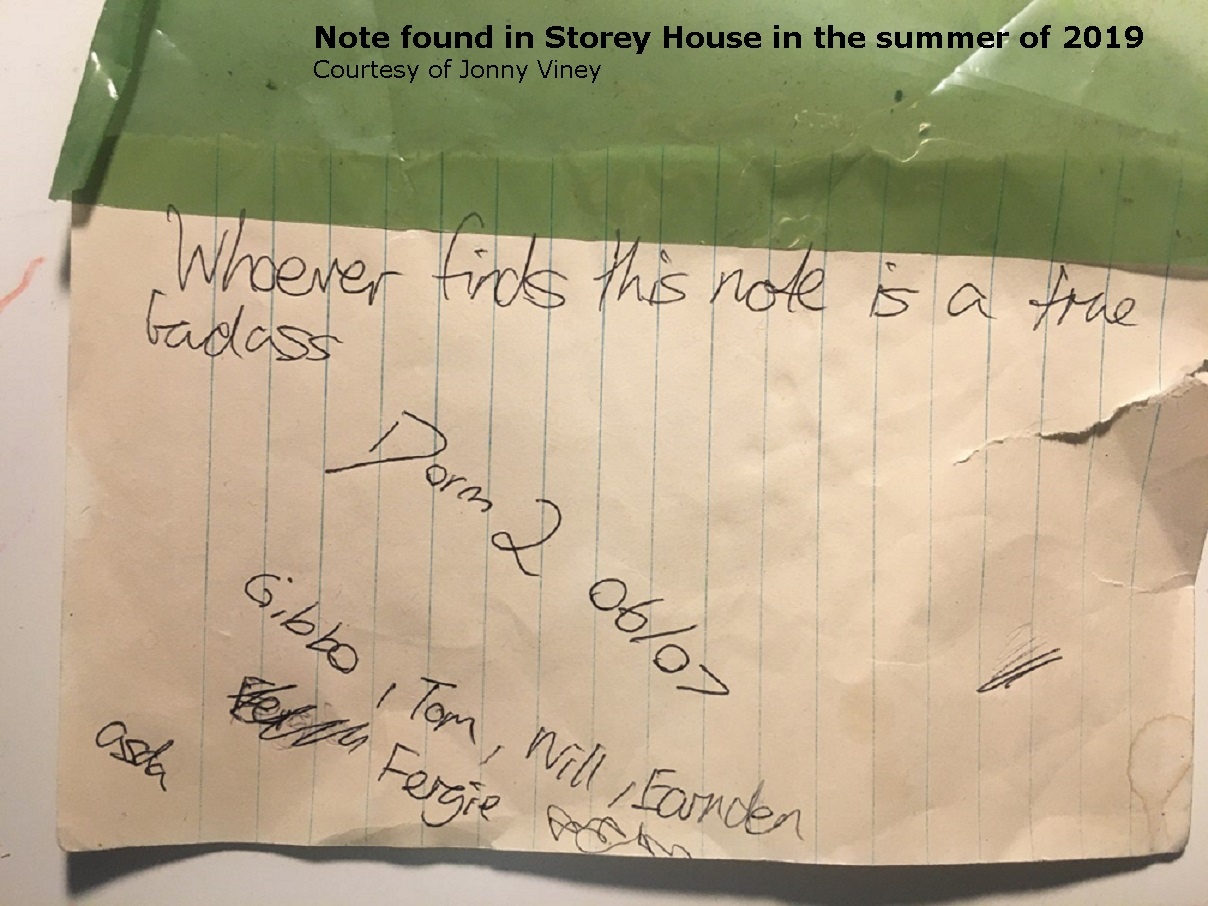 Note found in Storey House in the summer of 2019
Courtesy of Jonny Viney
Whoever finds this note is a true
badass
Dorm 2 06/07
Gibbo, Tom, Will, Earnden
Fergie
asda